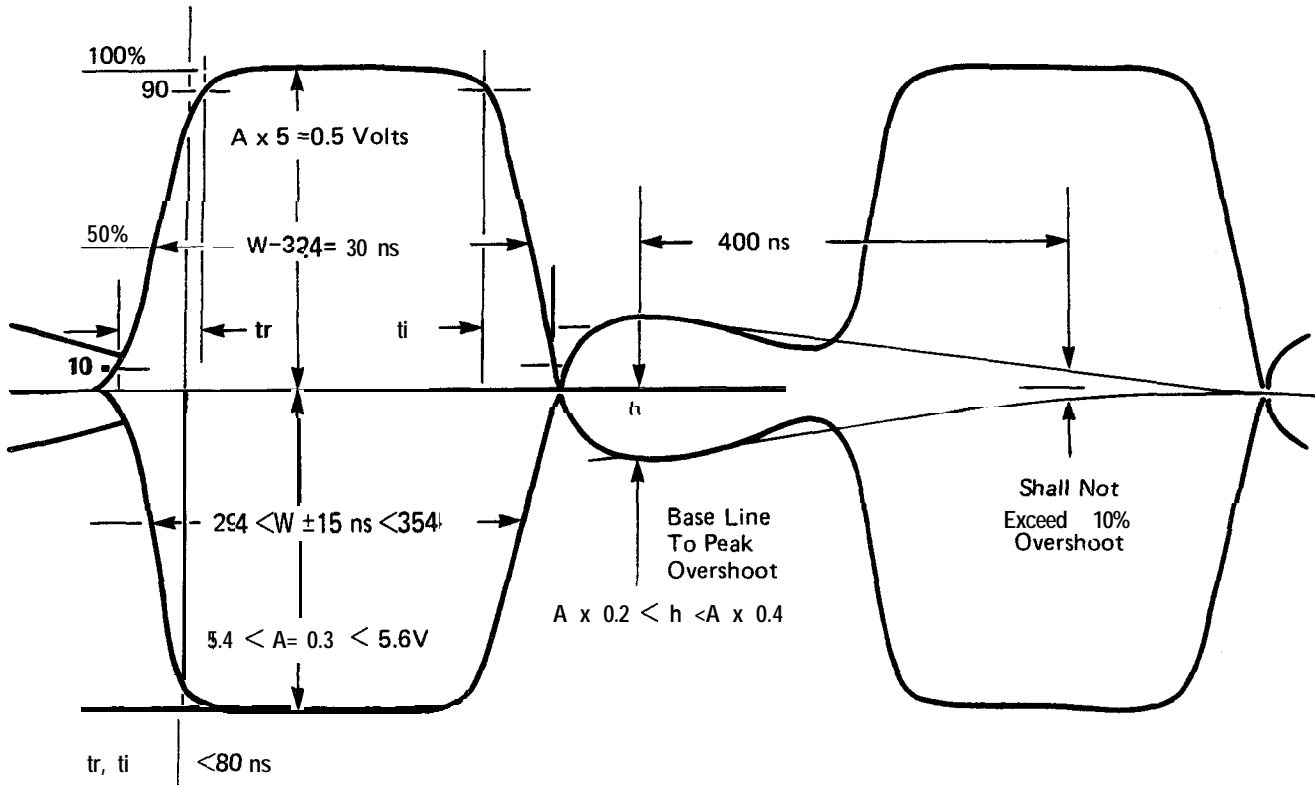 100%
90
A x 5 =0.5 Volts
50%
W-324= 30 ns
400 ns
tr
ti
10
h
294 <W ±15 ns <354
Base Line
To Peak
Overshoot
A x 0.2 < h <A x 0.4
Shall Not
Exceed 10%
Overshoot
5.4 < A= 0.3 < 5.6V
tr, ti
<80 ns